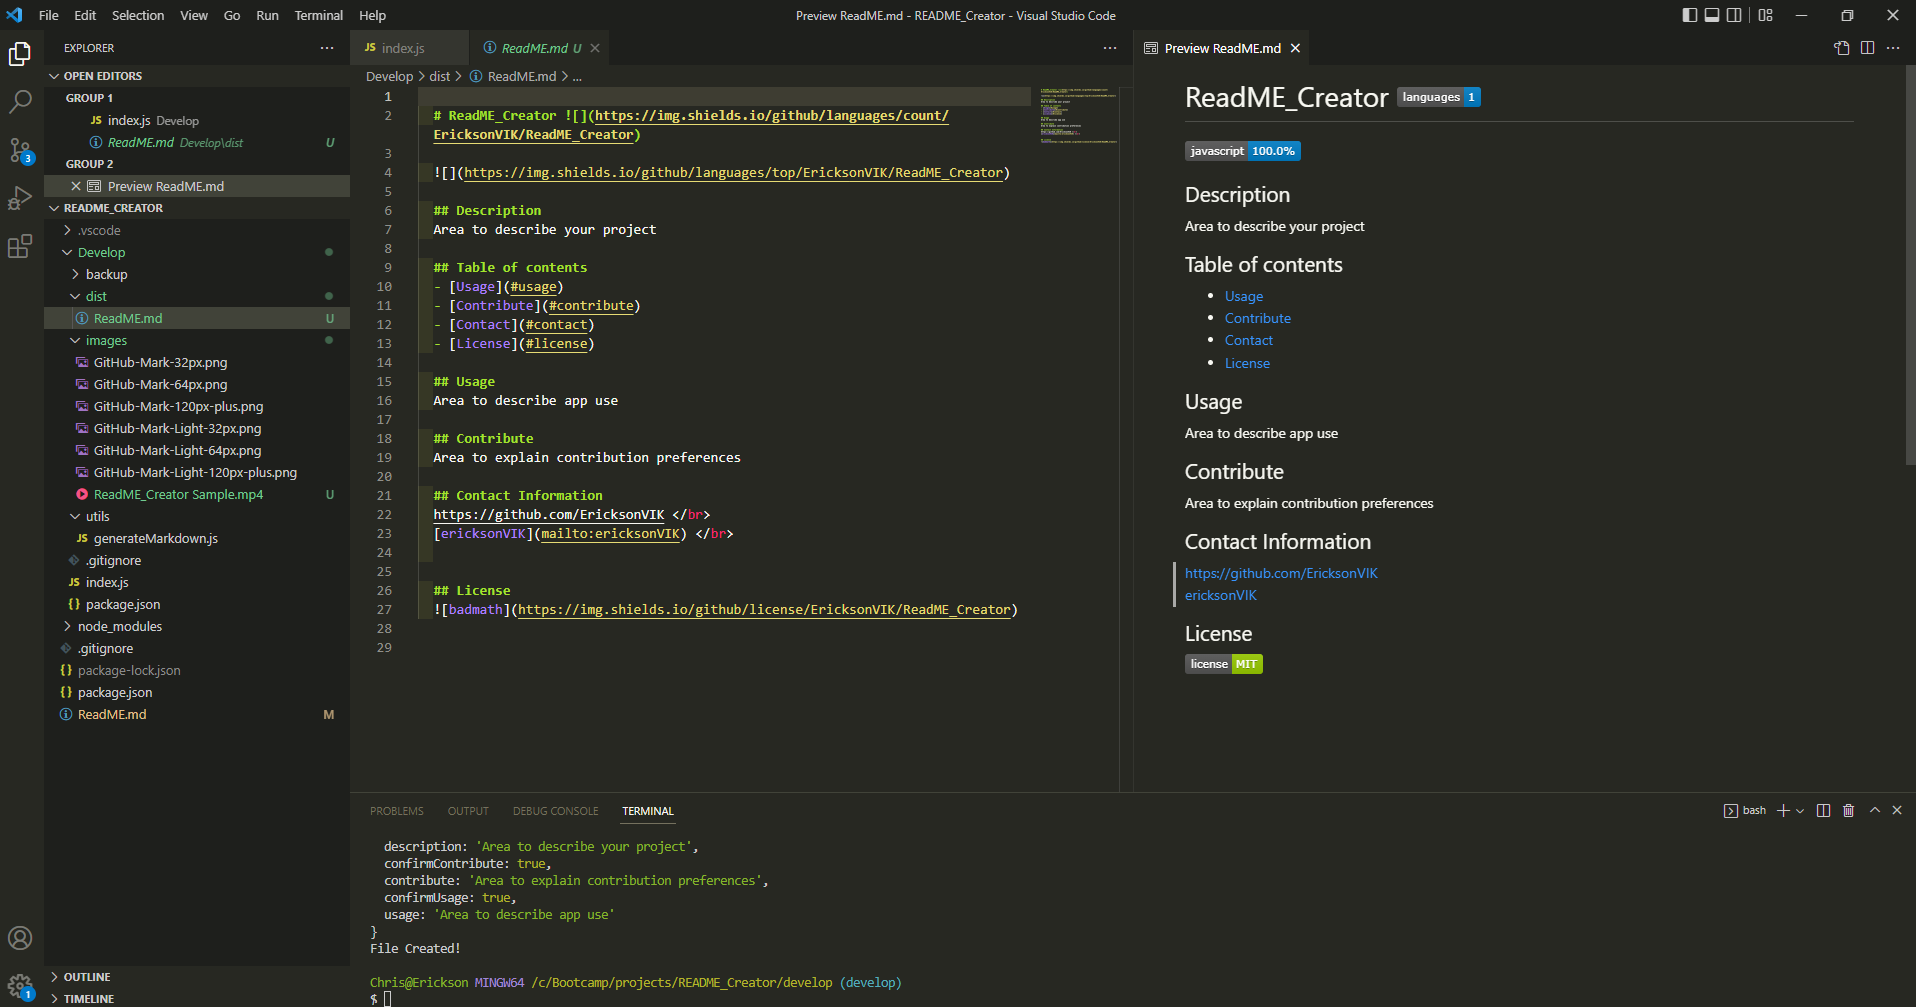 File Edit Selection View Go Run Terminal Help
Preview ReadME.md - README_Creator - Visual Studio Code
EXPLORER
OPEN EDITORS
GROUP 1
JS index.js Develop
ReadME.md Develop\dist U
GROUP 2
Preview ReadME.md
README_CREATOR
.vscode
Develop
backup
dist
ReadME.md U
images
GitHub-Mark-32px.png
GitHub-Mark-64px.png
GitHub-Mark-120px-plus.png
GitHub-Mark-Light-32px.png
GitHub-Mark-Light-64px.png
GitHub-Mark-Light-120px-plus.png
ReadME_Creator Sample.mp4 U
utils
JS generateMarkdown.js
.gitignore
JS index.js
{} package.json
node_modules
.gitignore
{} package-lock.json
{} package.json
ReadME.md M
OUTLINE
TIMELINE
3
1
JS index.js
ReadME.md U
Develop > dist > ReadME.md > ...
1
2 # ReadME_Creator ![](https://img.shields.io/github/languages/count/
EricksonVIK/ReadME_Creator)
3
4 ![](https://img.shields.io/github/languages/top/EricksonVIK/ReadME_Creator)
5
6 ## Description
7 Area to describe your project
8
9 ## Table of contents
10 - [Usage](#usage)
11 - [Contribute](#contribute)
12 - [Contact](#contact)
13 - [License](#license)
14
15 ## Usage
16 Area to describe app use
17
18 ## Contribute
19 Area to explain contribution preferences
20
21 ## Contact Information
22 https://github.com/EricksonVIK </br>
23 [ericksonVIK](mailto:ericksonVIK) </br>
24
25
26 ## License
27 ![badmath](https://img.shields.io/github/license/EricksonVIK/ReadME_Creator)
28
29
Preview ReadME.md
ReadME_Creator languages 1
javascript 100.0%
Description
Area to describe your project
Table of contents
• Usage
• Contribute
• Contact
• License
Usage
Area to describe app use
Contribute
Area to explain contribution preferences
Contact Information
https://github.com/EricksonVIK
ericksonVIK
License
license MIT
PROBLEMS OUTPUT DEBUG CONSOLE TERMINAL
bash
description: 'Area to describe your project',
confirmContribute: true,
contribute: 'Area to explain contribution preferences',
confirmUsage: true,
usage: 'Area to describe app use'
}
File Created!
Chris@Erickson MINGW64 /c/Bootcamp/projects/README_Creator/develop (develop)
$